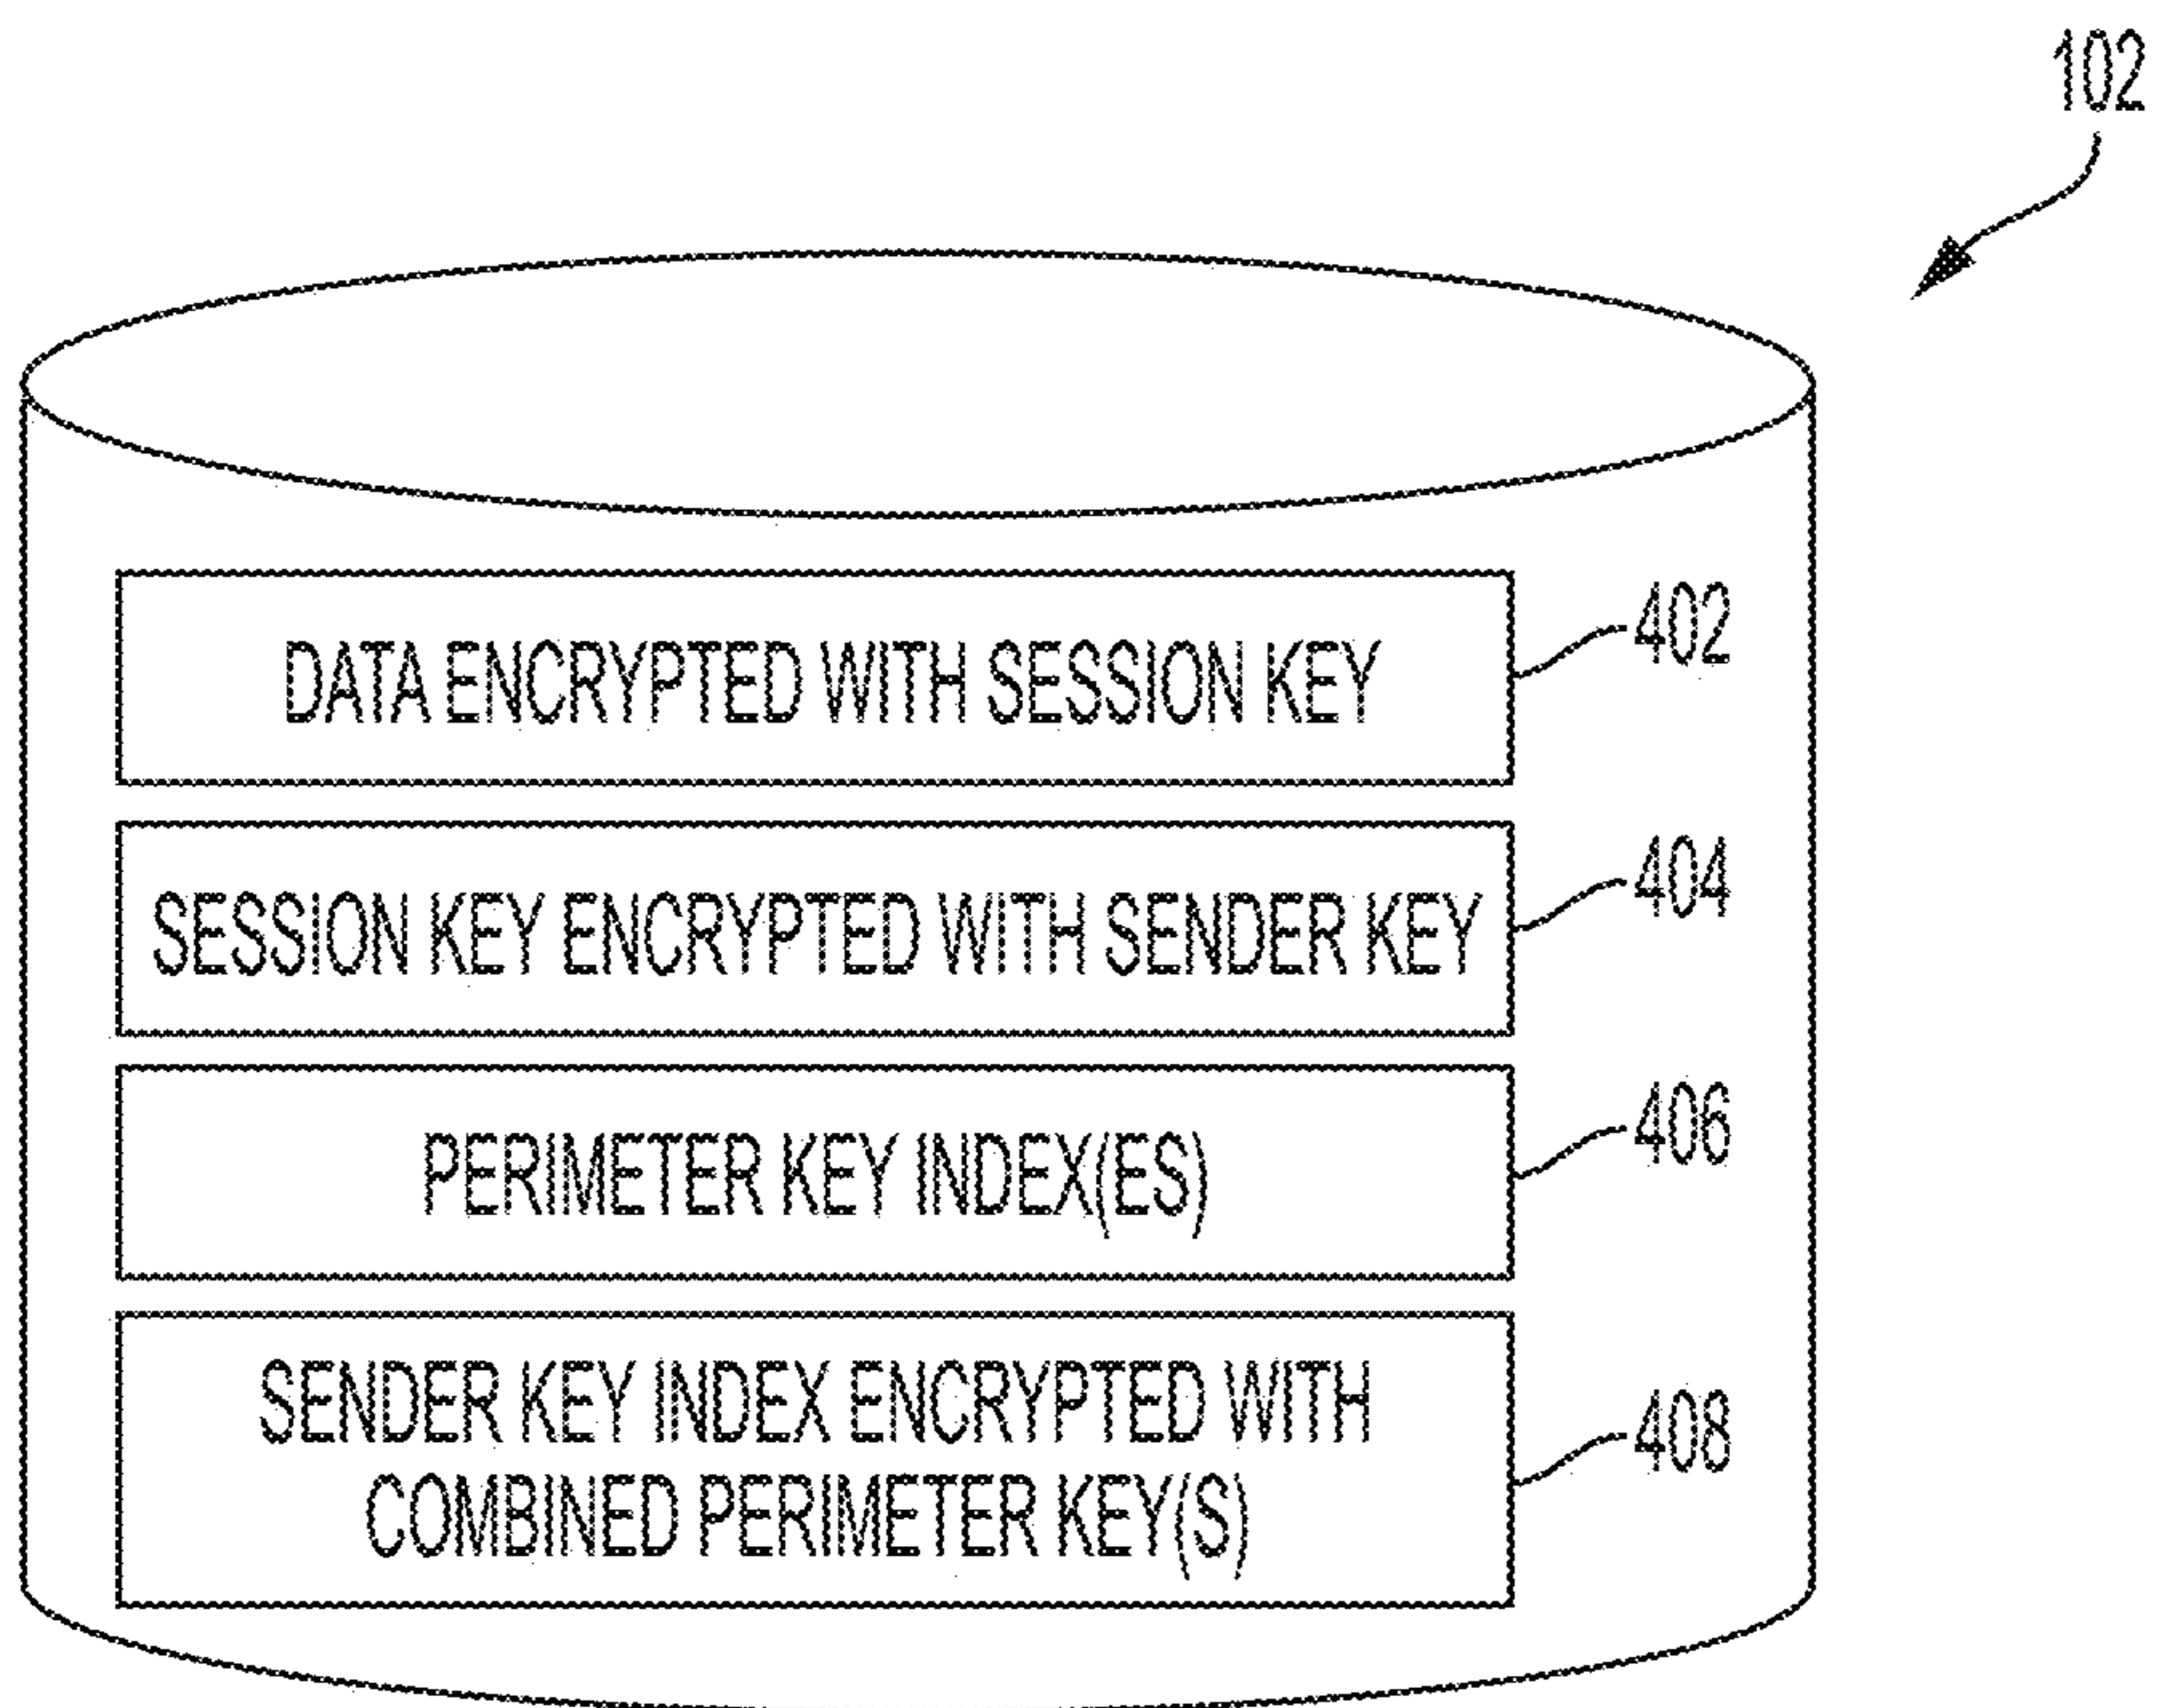 102
DATA ENCRYPTED WITH SESSION KEY
402
SESSION KEY ENCRYPTED WITH SENDER KEY
404
PERIMETER KEY INDEX(ES)
406
SENDER KEY INDEX ENCRYPTED WITH
COMBINED PERIMETER KEY(S)
408